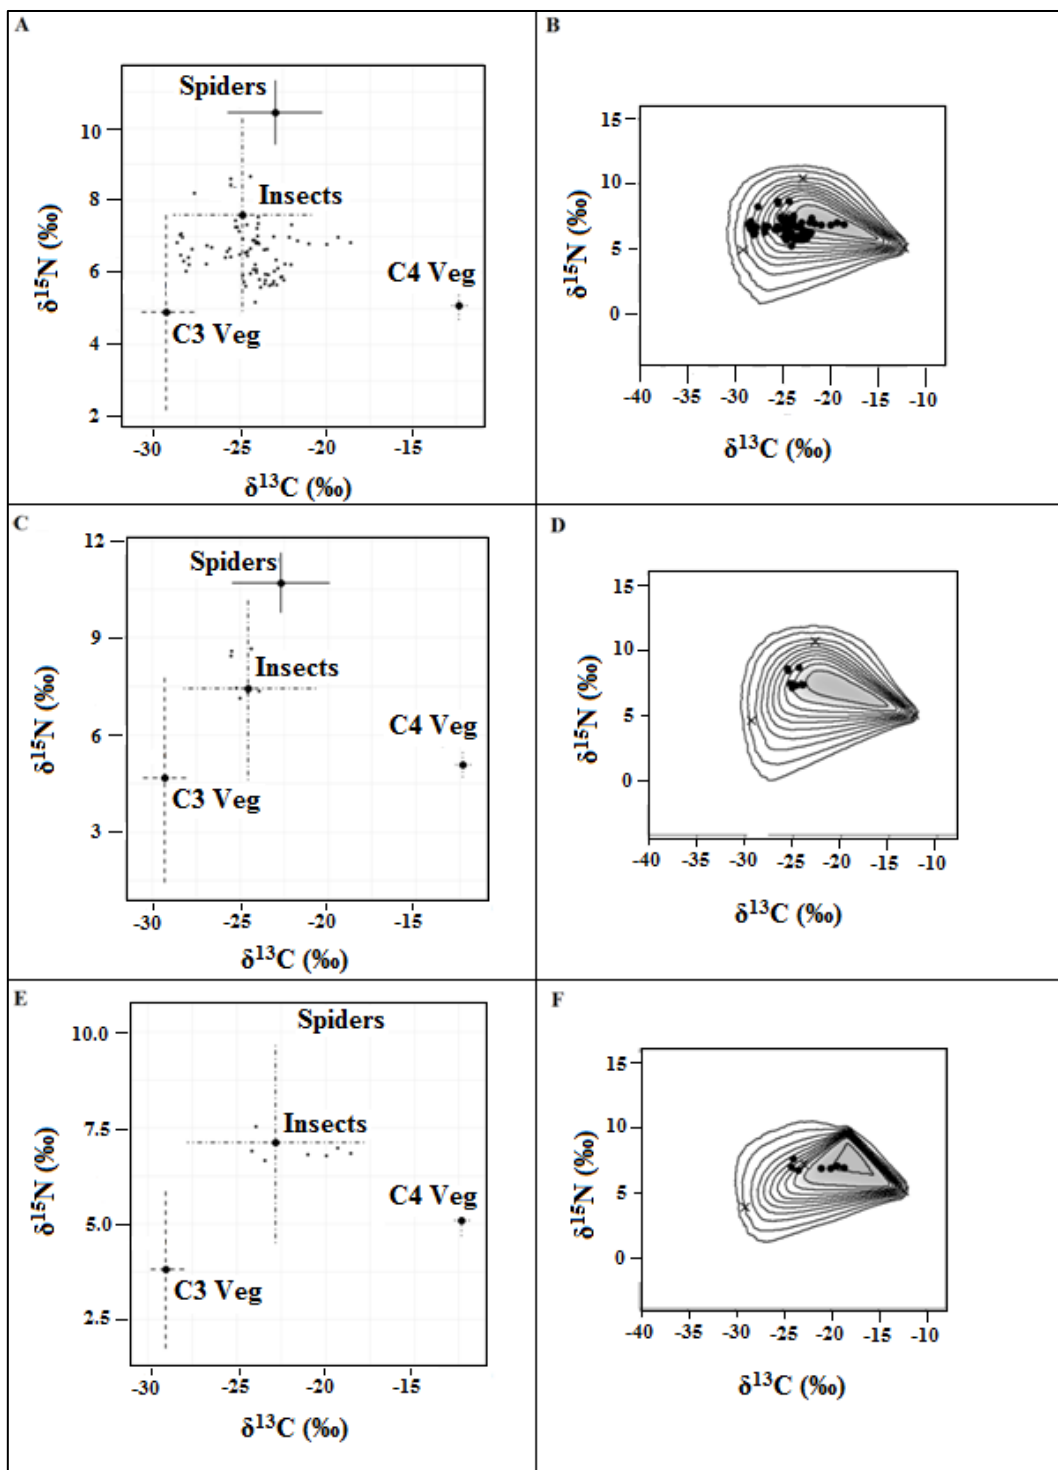 A
Spiders
10
Insects
8
6
C4 Veg
C3 Veg
4
2
δ15N (‰)
-30 -25 -20 -15
δ13C (‰)
B
15
10
5
0
δ15N (‰)
-40 -35 -30 -25 -20 -15 -10
δ13C (‰)
C
12
Spiders
9
Insects
6
C4 Veg
C3 Veg
3
δ15N (‰)
-30 -25 -20 -15
δ13C (‰)
D
15
10
5
0
δ15N (‰)
-40 -35 -30 -25 -20 -15 -10
δ13C (‰)
E
Spiders
10.0
Insects
7.5
C4 Veg
5.0
C3 Veg
2.5
δ15N (‰)
-30 -25 -20 -15
δ13C (‰)
F
15
10
5
0
δ15N (‰)
-40 -35 -30 -25 -20 -15 -10
δ13C (‰)